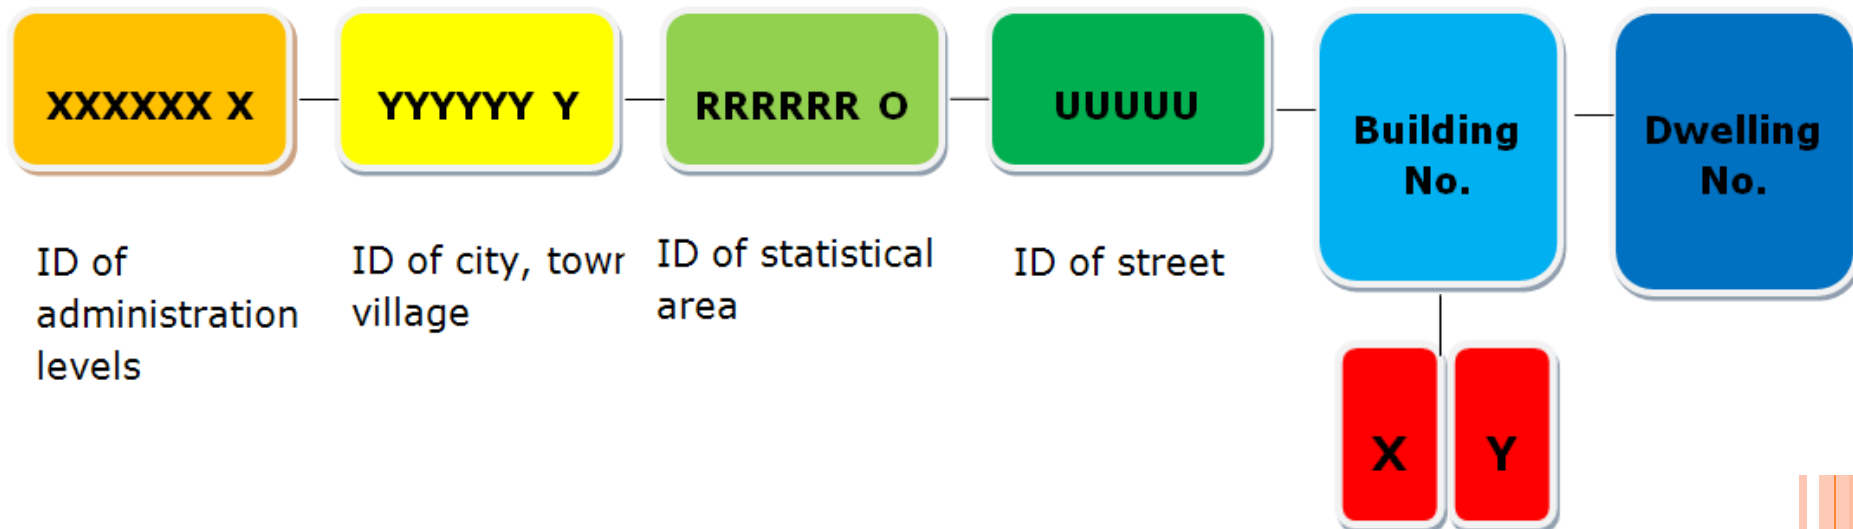 XXXXXX X
YYYYYY Y
RRRRRR O
UUUUU
Building
No.
Dwelling
No.
ID of
administration
levels
ID of city, town
village
ID of statistical
area
ID of street
X
Y